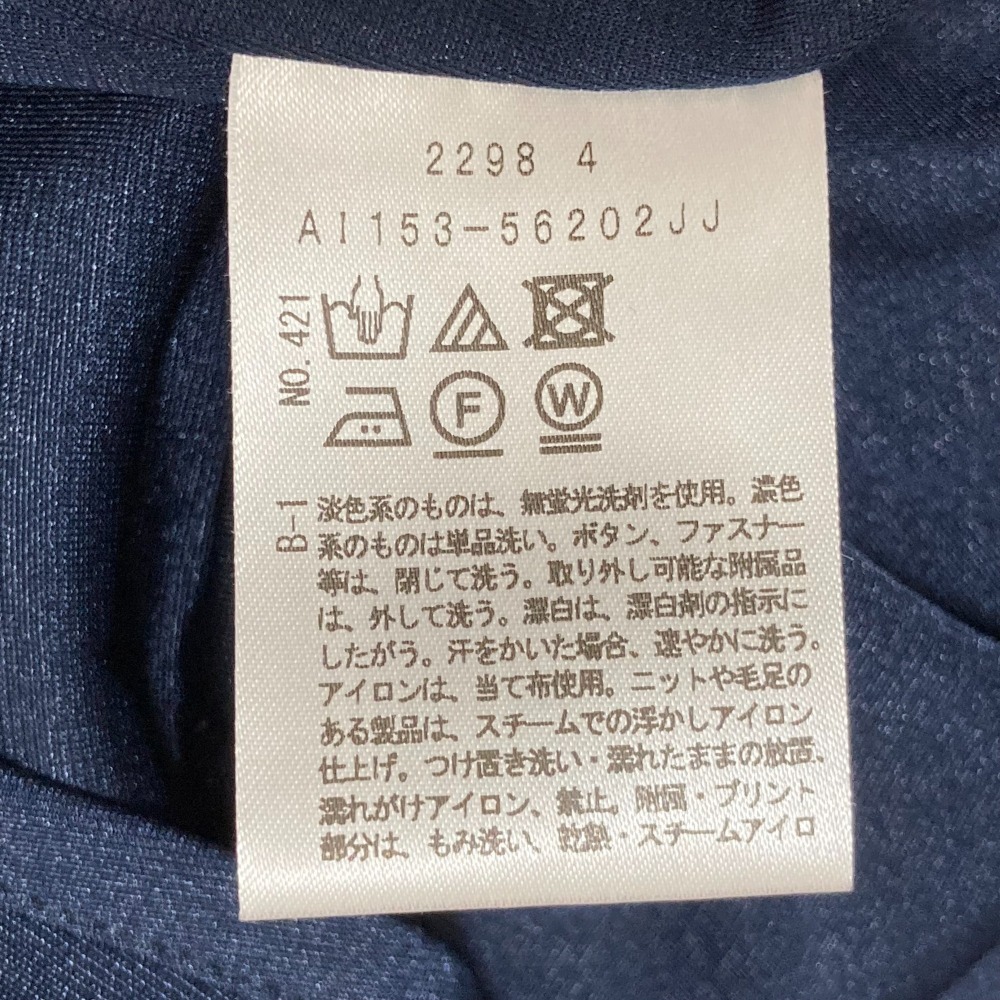 2298 4
AI153-56202JJ
NO.421
F
W
B-1
淡色系のものは、無蛍光洗剤を使用。濃色
系のものは単品洗い。ボタン、ファスナー
等は、閉じて洗う。取り外し可能な附属品
は、外して洗う。漂白は、漂白剤の指示に
したがう。汗をかいた場合、速やかに洗う。
アイロンは、当て布使用。ニットや毛足の
ある製品は、スチームでの浮かしアイロン
仕上げ。つけ置き洗い・濡れたままの放置、
濡れがけアイロン、禁止。附属・プリント
部分は、もみ洗い、乾熱・スチームアイロ